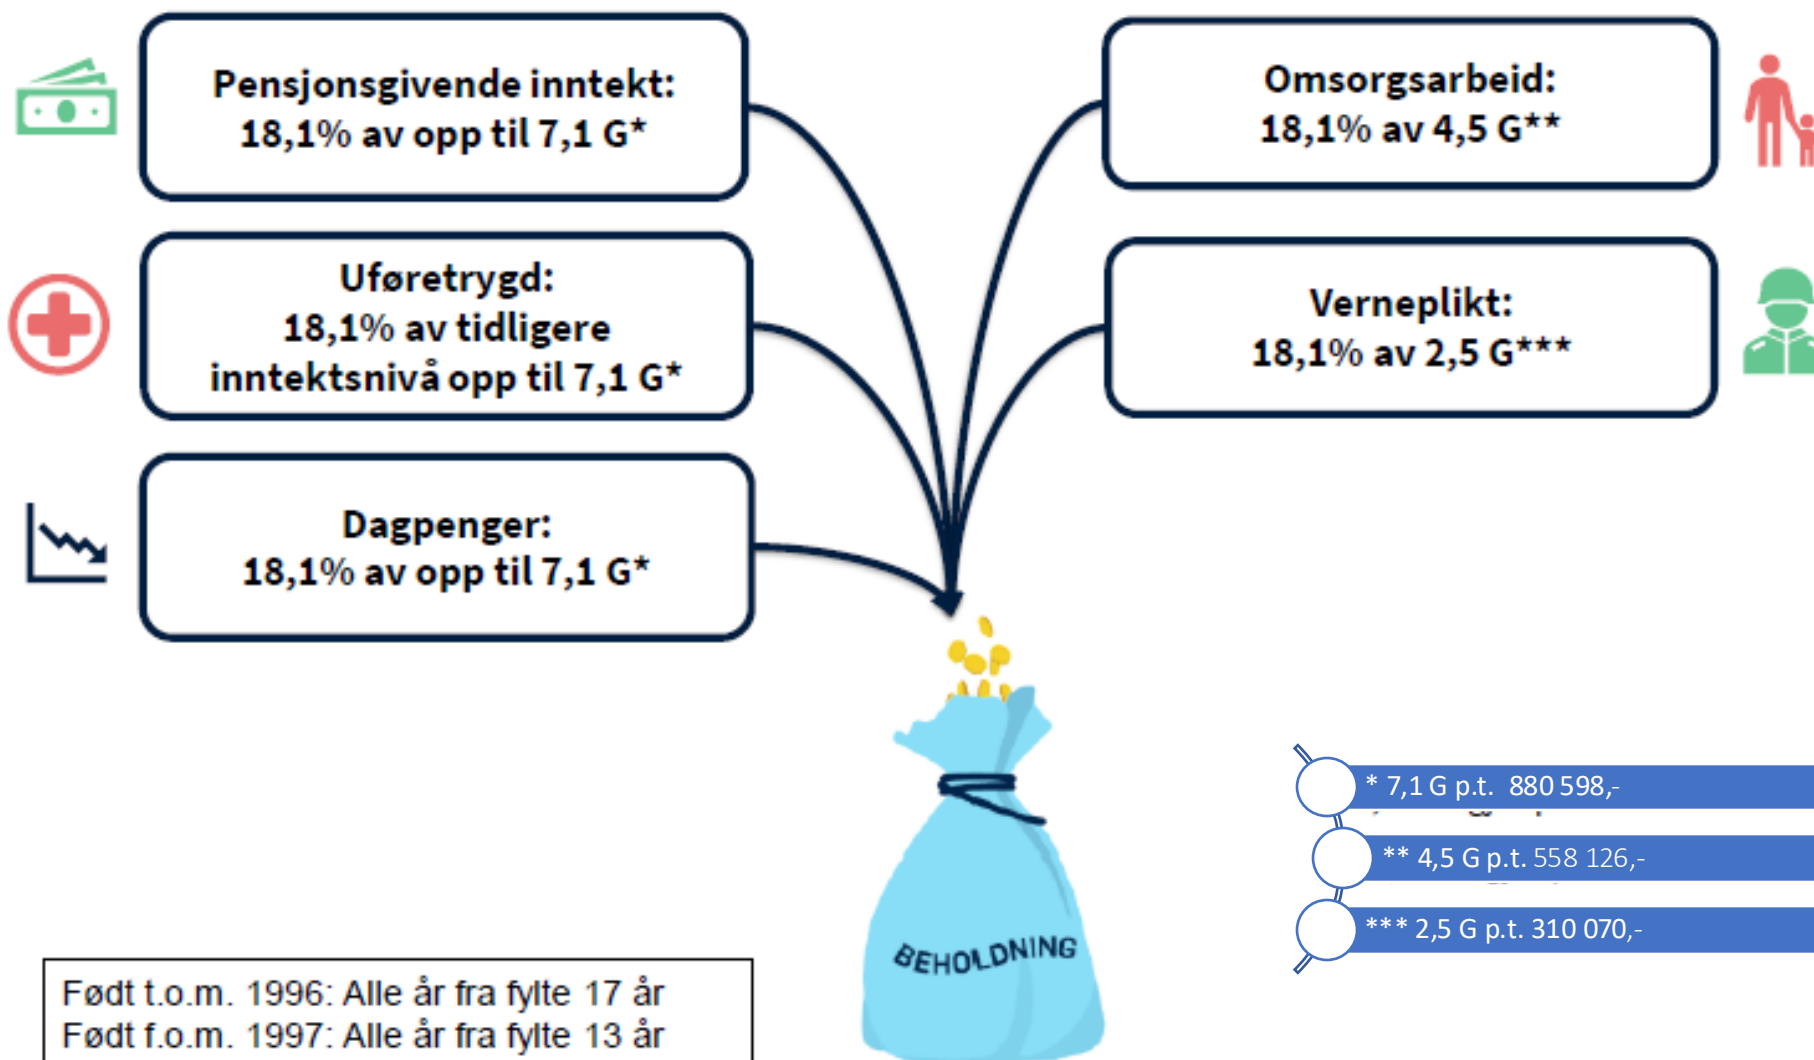 Pensjonsgivende inntekt:
18,1% av opp til 7,1 G*
Uføretrygd:
18,1% av tidligere
inntektsnivå opp til 7,1 G*
Dagpenger:
18,1% av opp til 7,1 G*
Omsorgsarbeid:
18,1% av 4,5 G**
Verneplikt:
18,1% av 2,5 G***
BEHOLDNING
* 7,1 G p.t. 880 598,-
** 4,5 G p.t. 558 126,-
*** 2,5 G p.t. 310 070,-
Født t.o.m. 1996: Alle år fra fylte 17 år
Født f.o.m. 1997: Alle år fra fylte 13 år